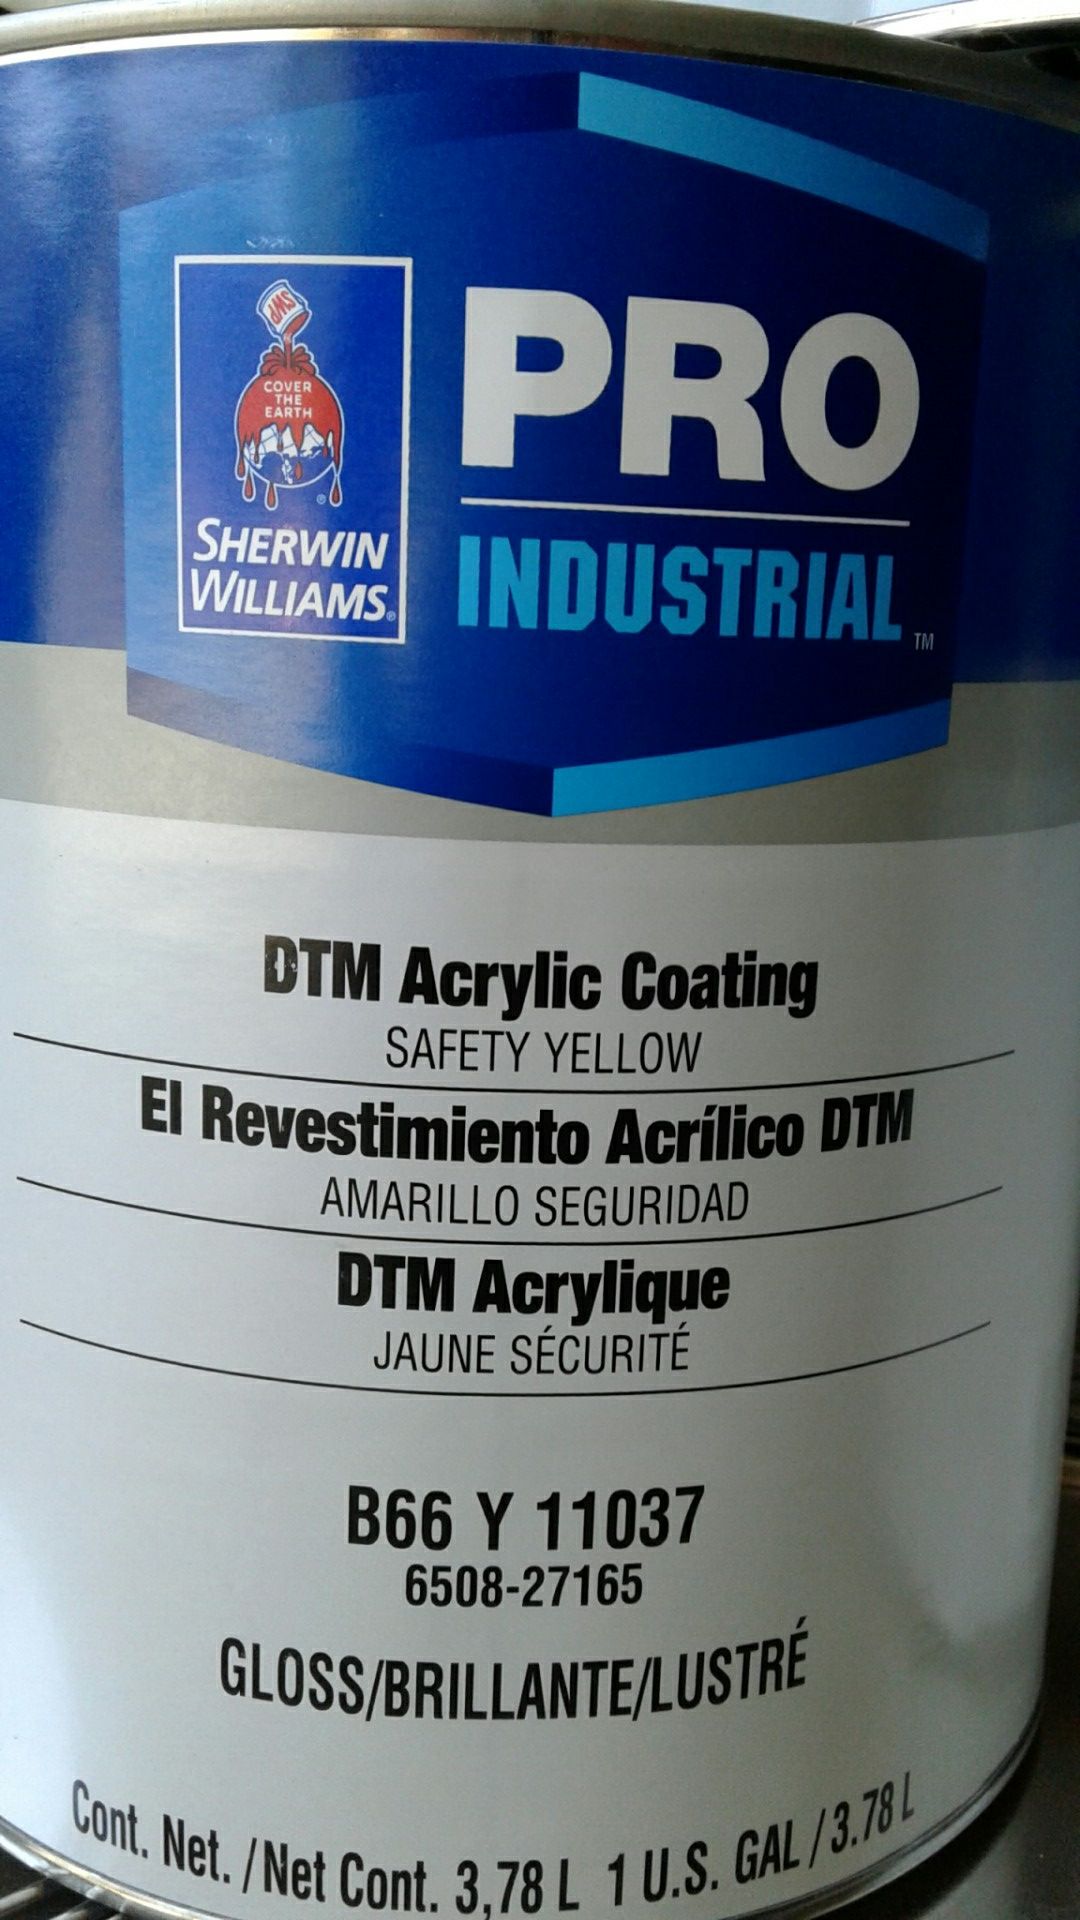 SWP
COVER
THE
EARTH
®
SHERWIN
WILLIAMS®
PRO
INDUSTRIAL™
DTM Acrylic Coating
SAFETY YELLOW
El Revestimiento Acrílico DTM
AMARILLO SEGURIDAD
DTM Acrylique
JAUNE SÉCURITÉ
B66 Y 11037
6508-27165
GLOSS/BRILLANTE/LUSTRÉ
Cont. Net. / Net Cont. 3,78 L 1 U.S. GAL / 3.78 L